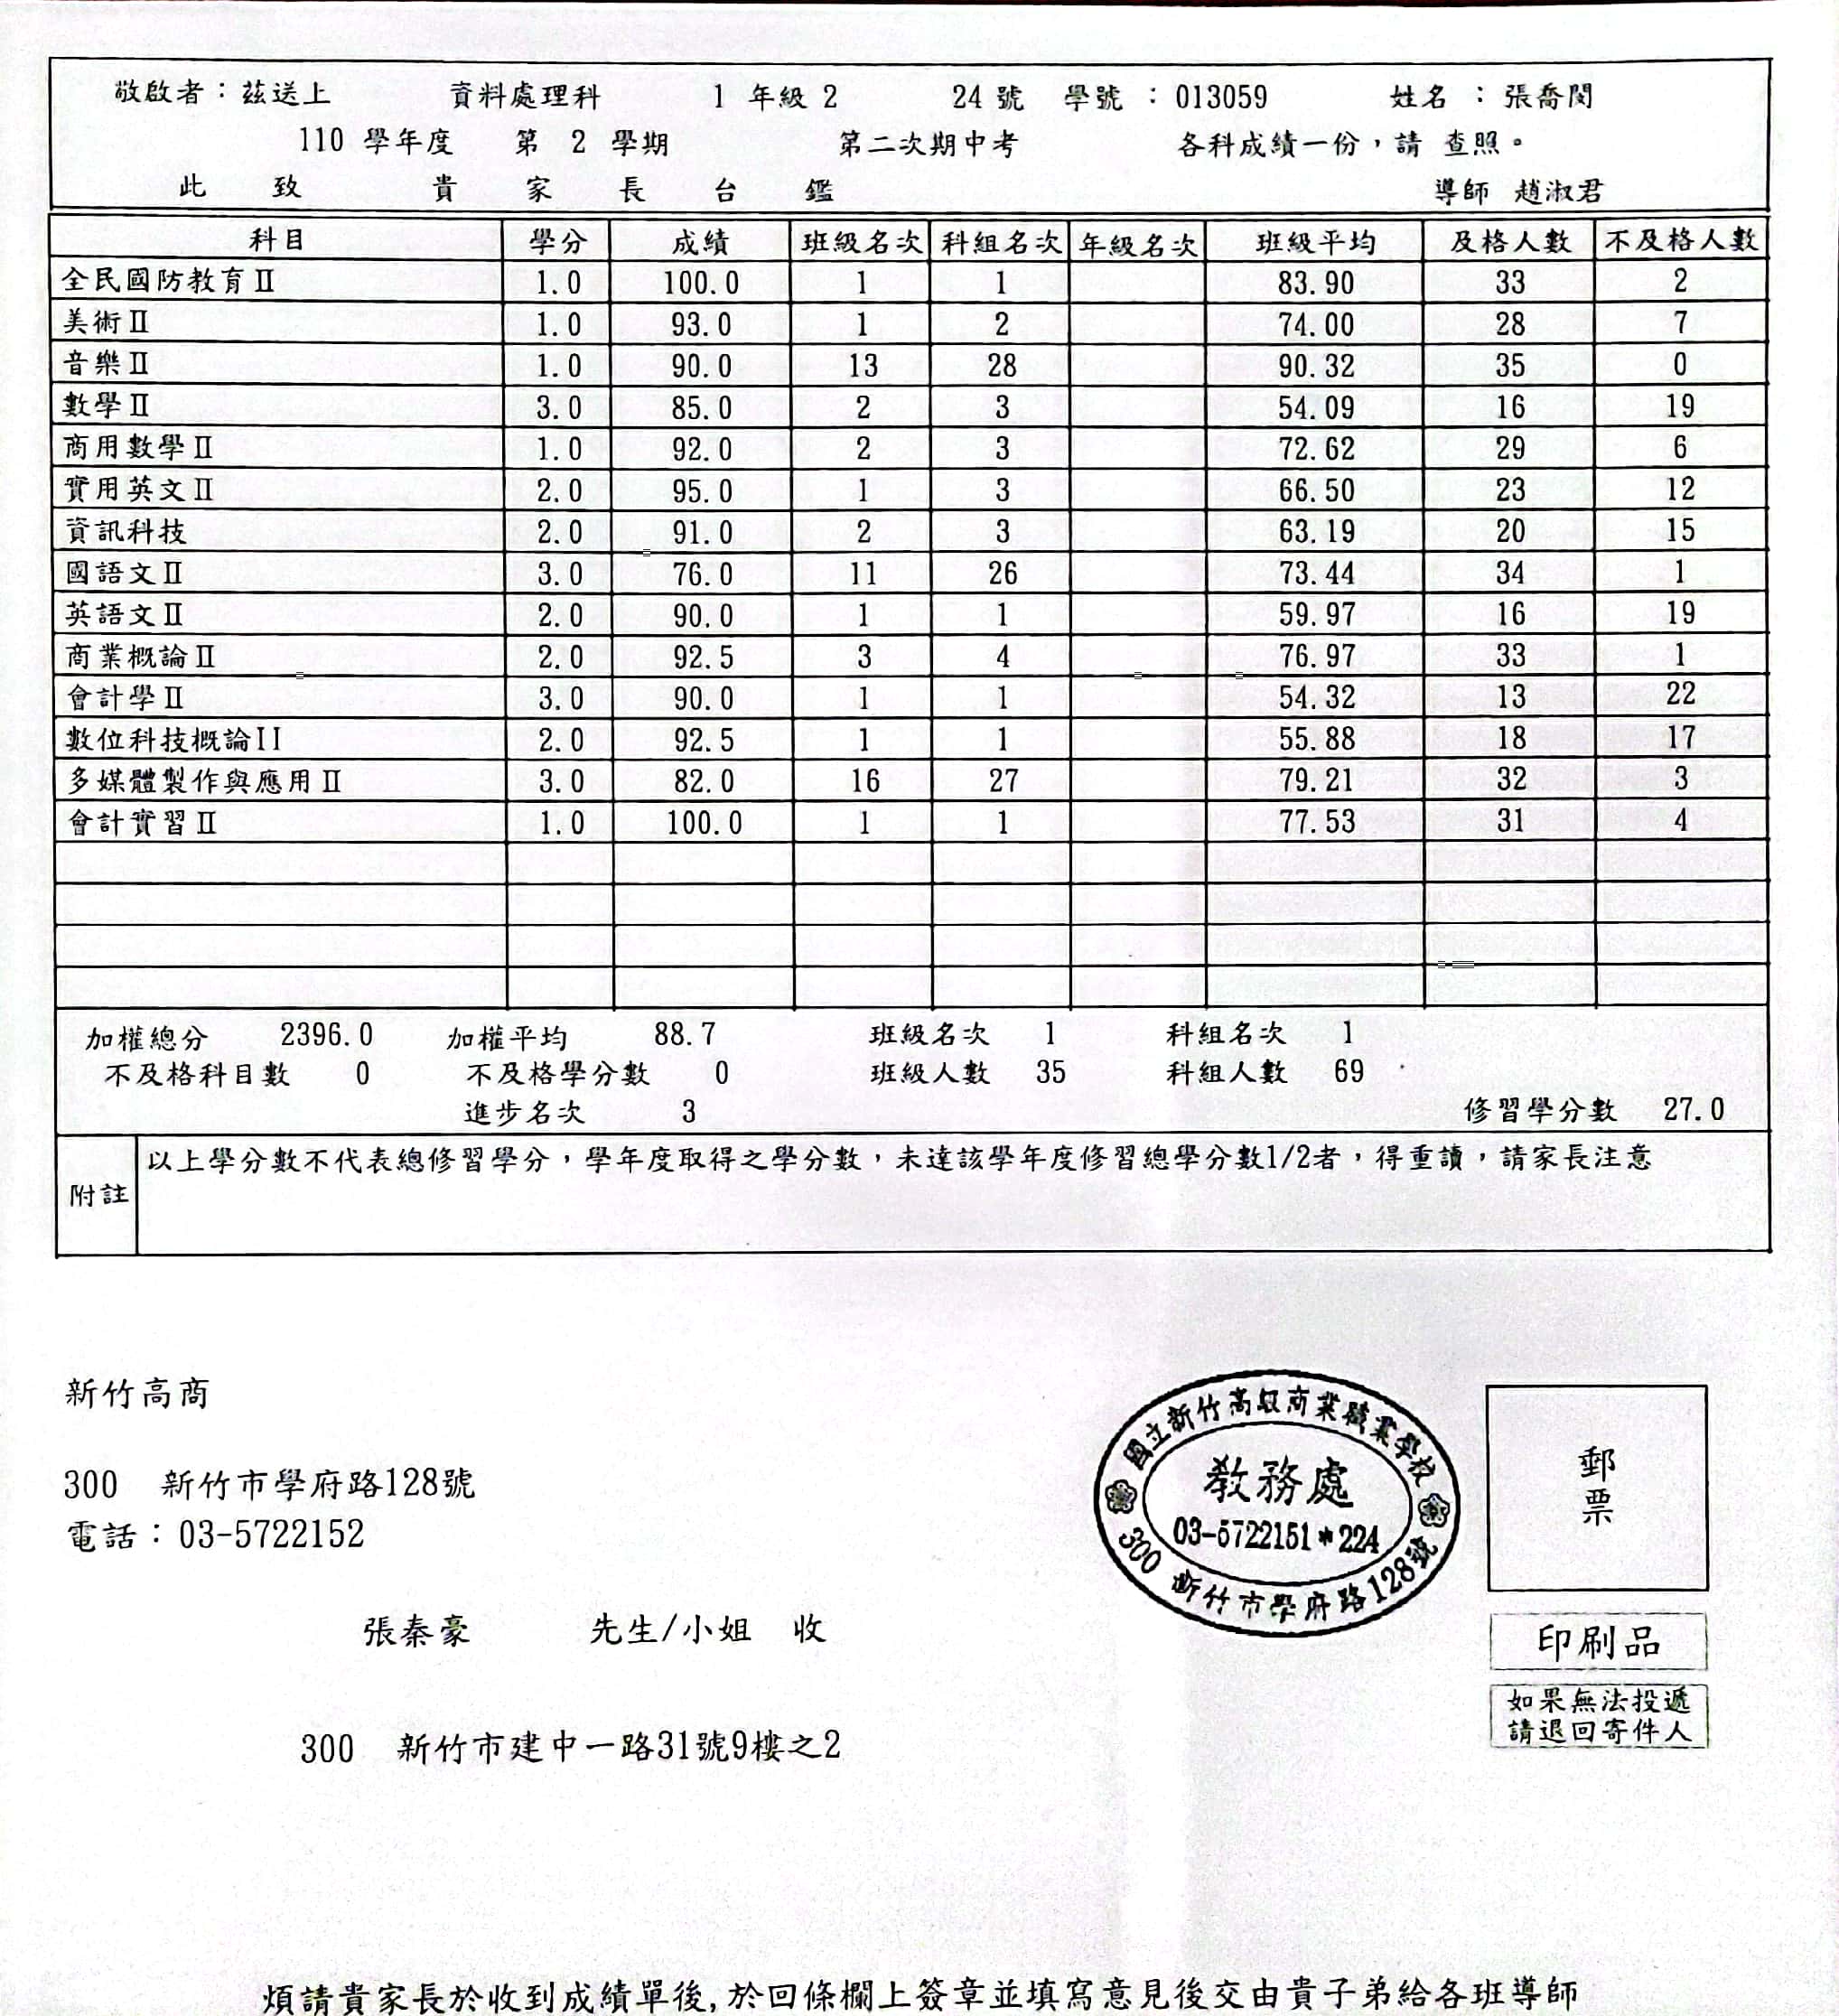 敬啟者：茲送上 資料處理科 1 年級 2 24 號 學號 ：013059 姓名 ：張喬閔
110 學年度 第 2 學期 第二次期中考 各科成績一份，請 查照。
此 致 貴 家 長 台 鑑 導師 趙淑君
科目 學分 成績 班級名次 科組名次 年級名次 班級平均 及格人數 不及格人數
全民國防教育Ⅱ 1.0 100.0 1 1 83.90 33 2
美術Ⅱ 1.0 93.0 1 2 74.00 28 7
音樂Ⅱ 1.0 90.0 13 28 90.32 35 0
數學Ⅱ 3.0 85.0 2 3 54.09 16 19
商用數學Ⅱ 1.0 92.0 2 3 72.62 29 6
實用英文Ⅱ 2.0 95.0 1 3 66.50 23 12
資訊科技 2.0 91.0 2 3 63.19 20 15
國語文Ⅱ 3.0 76.0 11 26 73.44 34 1
英語文Ⅱ 2.0 90.0 1 1 59.97 16 19
商業概論Ⅱ 2.0 92.5 3 4 76.97 33 1
會計學Ⅱ 3.0 90.0 1 1 54.32 13 22
數位科技概論II 2.0 92.5 1 1 55.88 18 17
多媒體製作與應用Ⅱ 3.0 82.0 16 27 79.21 32 3
會計實習Ⅱ 1.0 100.0 1 1 77.53 31 4
加權總分 2396.0 加權平均 88.7 班級名次 1 科組名次 1
不及格科目數 0 不及格學分數 0 班級人數 35 科組人數 69
進步名次 3 修習學分數 27.0
附註 以上學分數不代表總修習學分，學年度取得之學分數，未達該學年度修習總學分數1/2者，得重讀，請家長注意
新竹高商
300 新竹市學府路128號
電話：03-5722152
國立新竹高級商業職業學校
教務處
03-5722151＊224
300 新竹市學府路128號
郵票
印刷品
如果無法投遞
請退回寄件人
張秦豪 先生/小姐 收
300 新竹市建中一路31號9樓之2
煩請貴家長於收到成績單後,於回條欄上簽章並填寫意見後交由貴子弟給各班導師